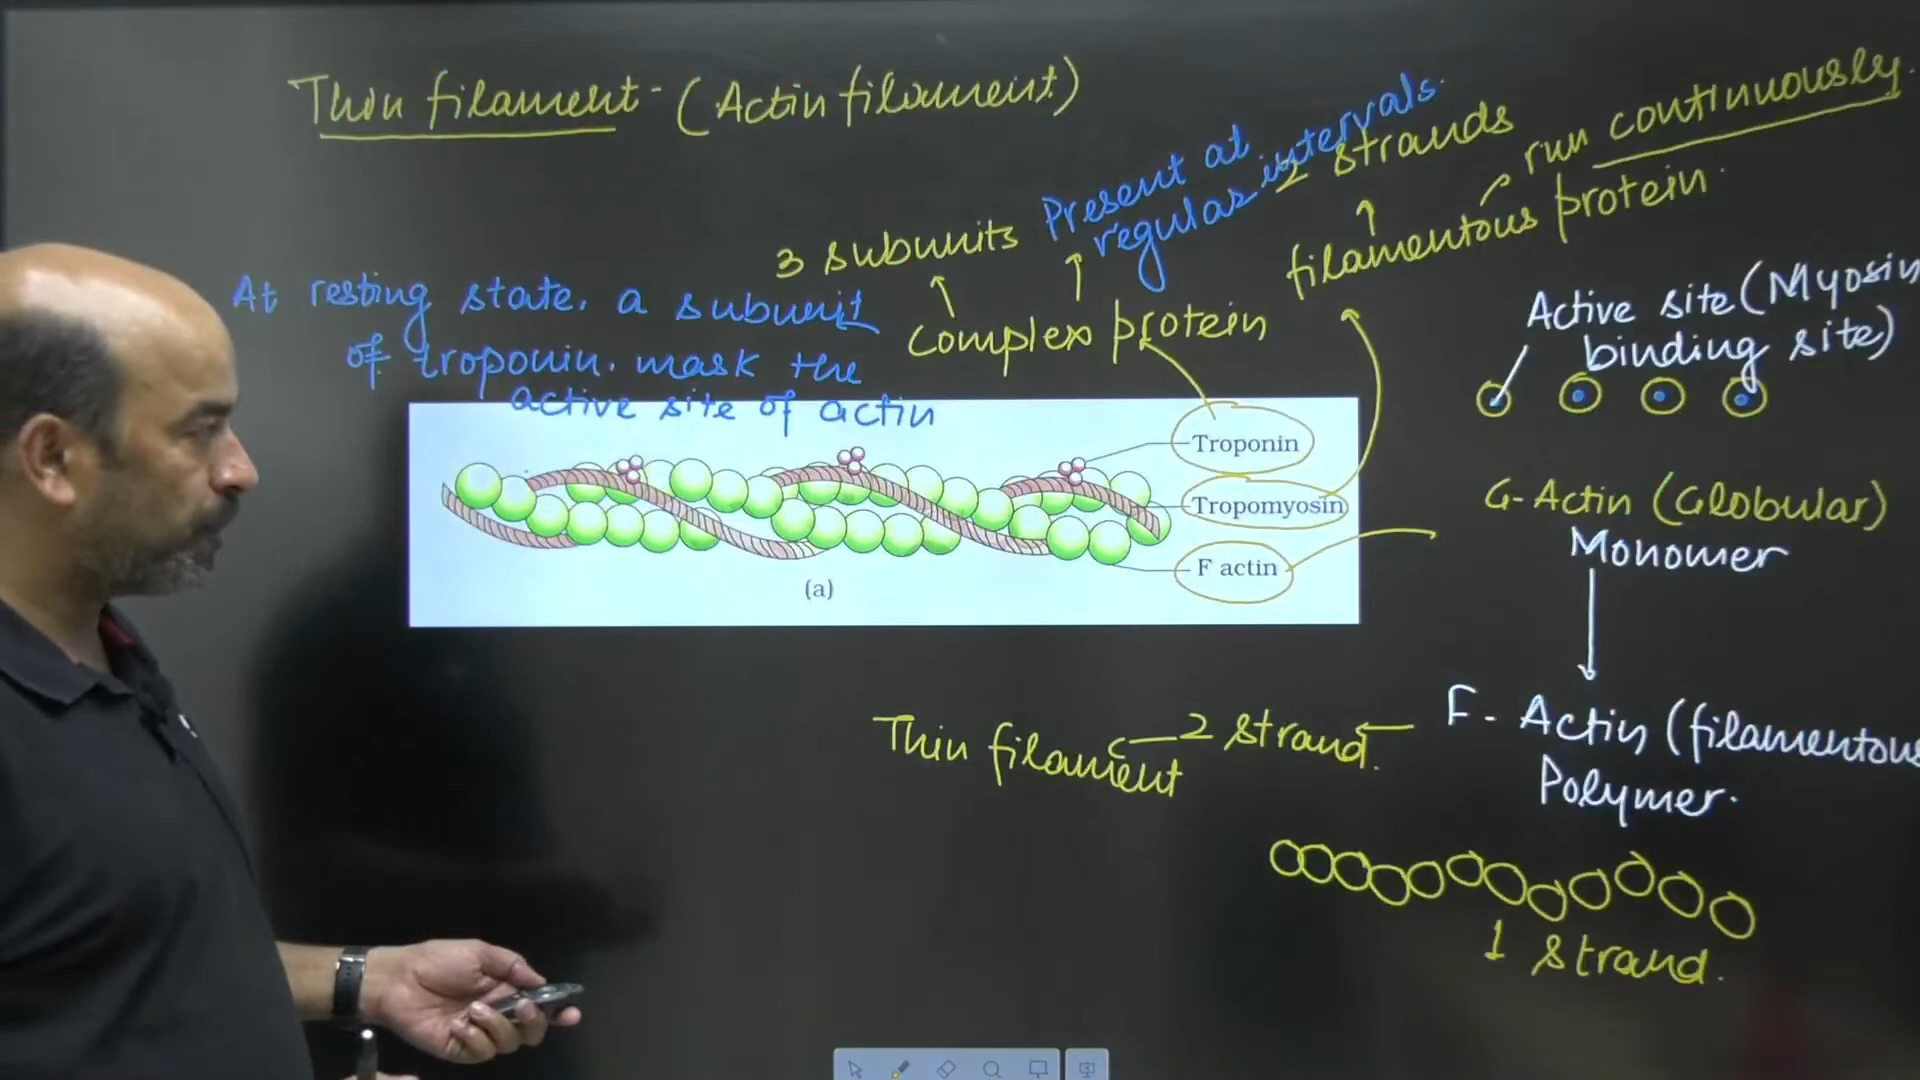 Thin filament - (Actin filament)
Present at
regular intervals.
2 strands
run continuously.
filamentous protein.
3 subunits
complex protein
At resting state, a subunit
of troponin. mask the
active site of actin
Active site (Myosin
binding site)
Troponin
Tropomyosin
F actin
(a)
G-Actin (Globular)
Monomer
F- Actin (filamentous
Polymer.
2 strand.
Thin filament
1 strand.